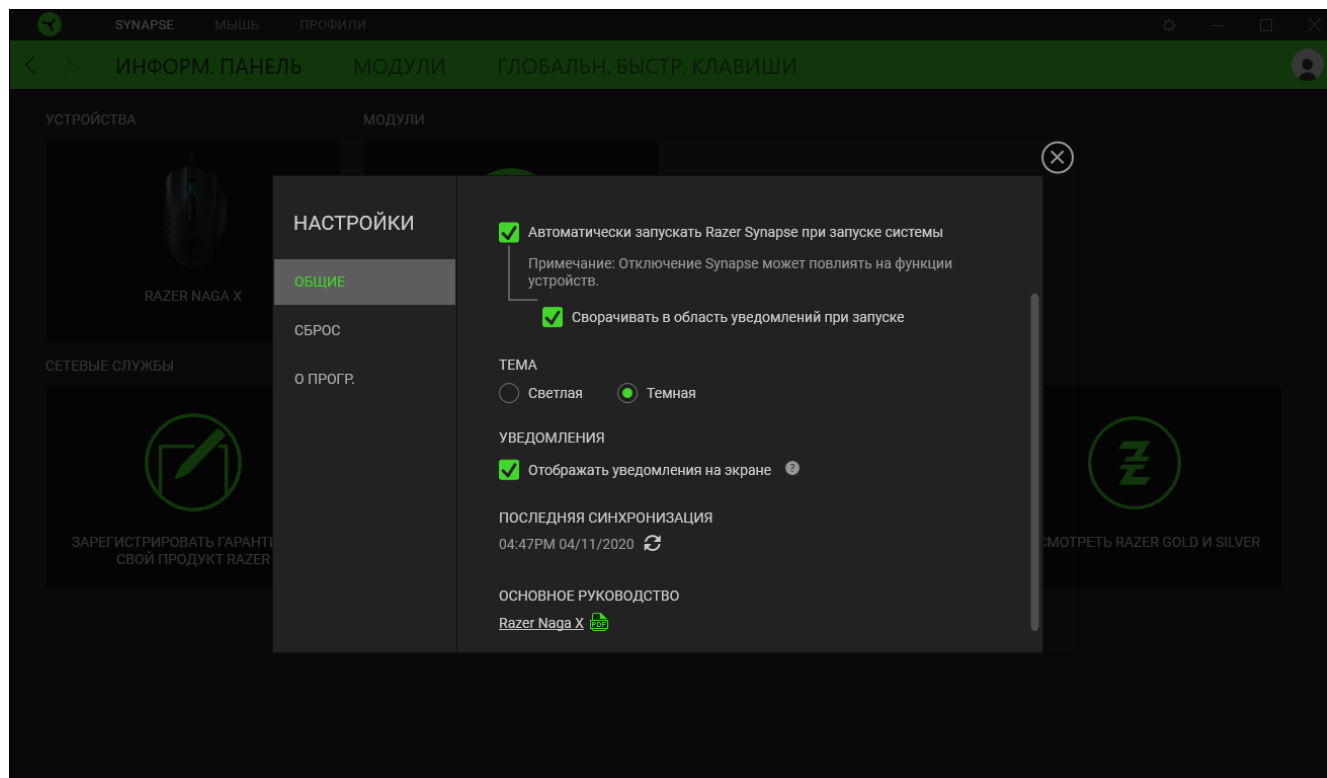 SYNAPSE МЫШЬ ПРОФИЛИ
ИНФОРМ. ПАНЕЛЬ МОДУЛИ ГЛОБАЛЬН. БЫСТР. КЛАВИШИ
УСТРОЙСТВА МОДУЛИ
RAZER NAGA X
СЕТЕВЫЕ СЛУЖБЫ
ЗАРЕГИСТРИРОВАТЬ ГАРАНТИ
СВОЙ ПРОДУКТ RAZER
СМОТРЕТЬ RAZER GOLD И SILVER
НАСТРОЙКИ
ОБЩИЕ
СБРОС
О ПРОГР.
Автоматически запускать Razer Synapse при запуске системы
Примечание: Отключение Synapse может повлиять на функции
устройств.
Сворачивать в область уведомлений при запуске
ТЕМА
Светлая Темная
УВЕДОМЛЕНИЯ
Отображать уведомления на экране ?
ПОСЛЕДНЯЯ СИНХРОНИЗАЦИЯ
04:47PM 04/11/2020
ОСНОВНОЕ РУКОВОДСТВО
Razer Naga X PDF